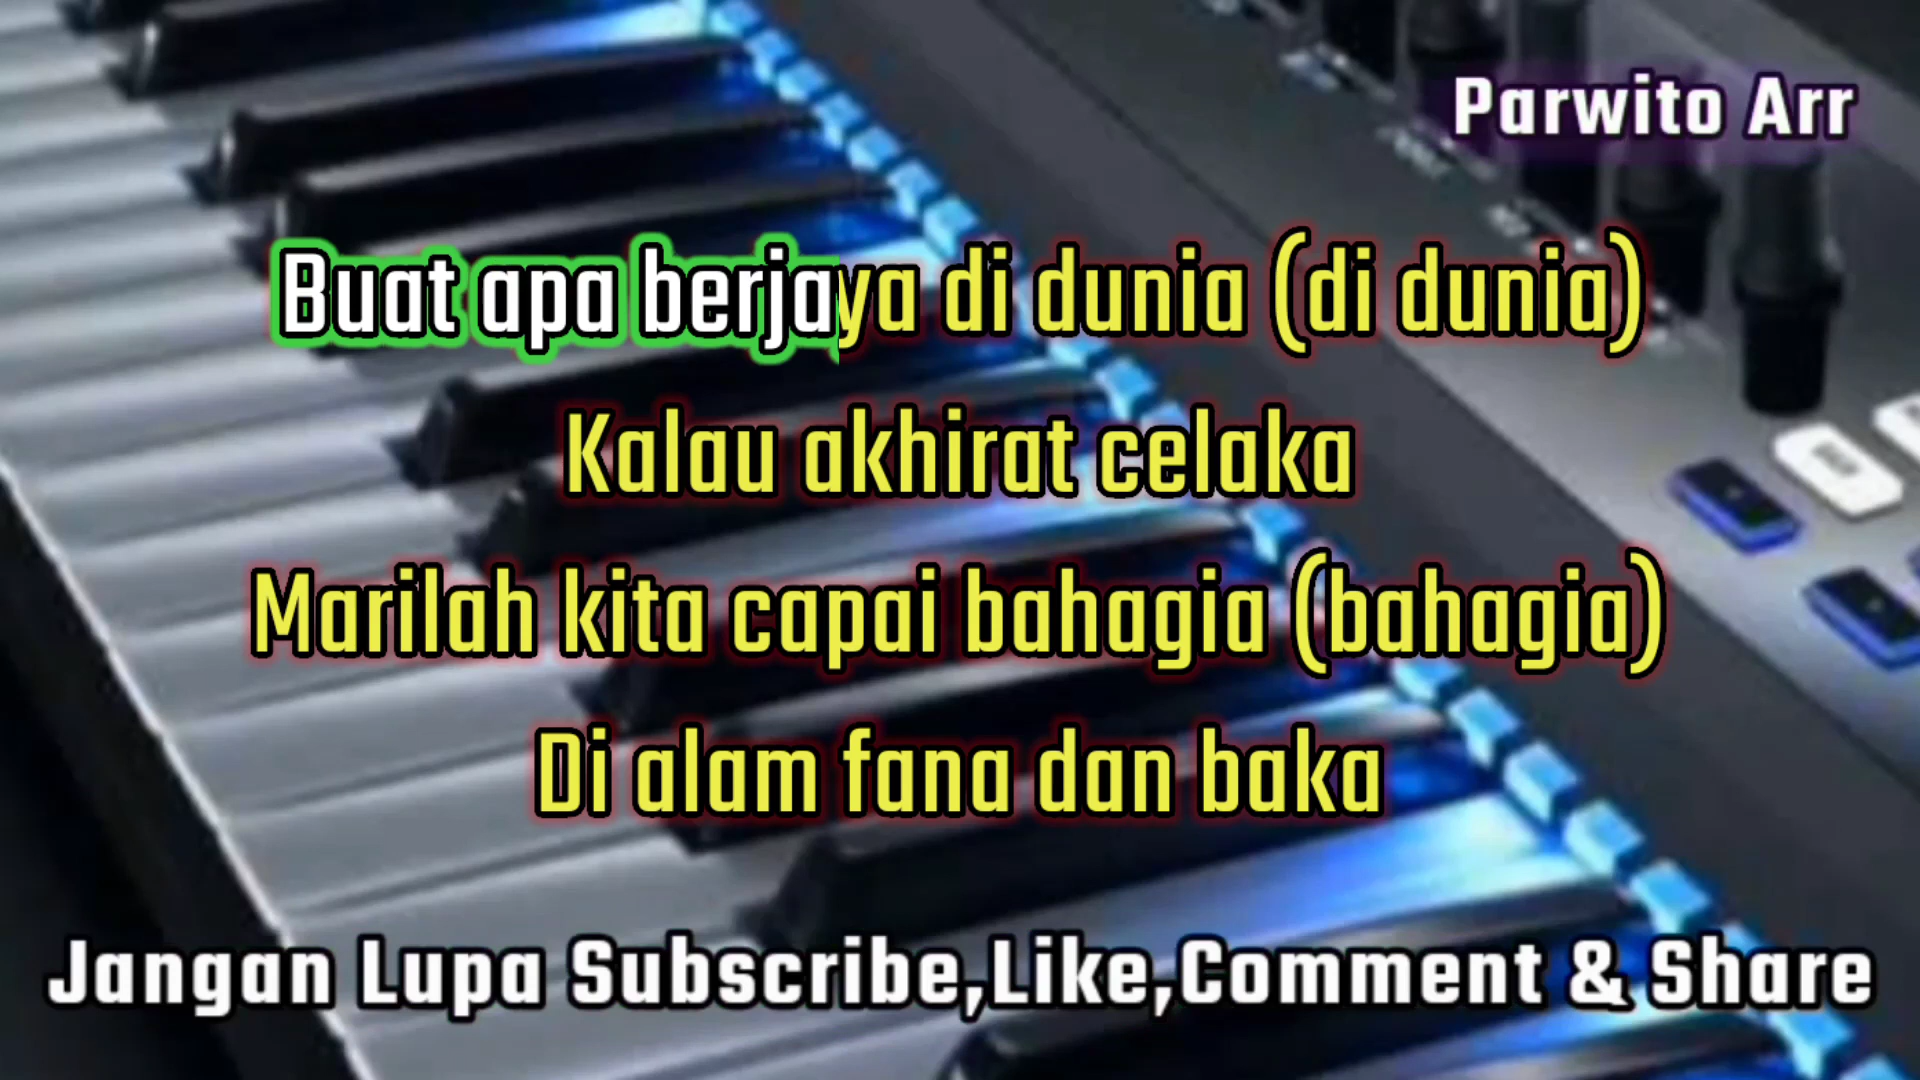 Parwito Arr
Buat apa berjaya di dunia (di dunia)
Kalau akhirat celaka
Marilah kita capai bahagia (bahagia)
Di alam fana dan baka
Jangan Lupa Subscribe,Like,Comment & Share